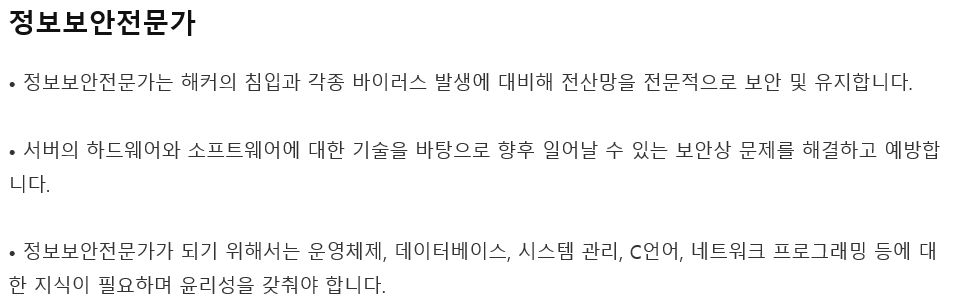 정보보안전문가
• 정보보안전문가는 해커의 침입과 각종 바이러스 발생에 대비해 전산망을 전문적으로 보안 및 유지합니다.
• 서버의 하드웨어와 소프트웨어에 대한 기술을 바탕으로 향후 일어날 수 있는 보안상 문제를 해결하고 예방합
니다.
• 정보보안전문가가 되기 위해서는 운영체제, 데이터베이스, 시스템 관리, C언어, 네트워크 프로그래밍 등에 대
한 지식이 필요하며 윤리성을 갖춰야 합니다.